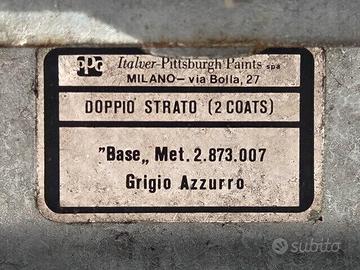 PPG Italver-Pittsburgh Paints spa
MILANO — via Bolla, 27
DOPPIO STRATO (2 COATS)
"Base„ Met. 2.873.007
Grigio Azzurro
subito